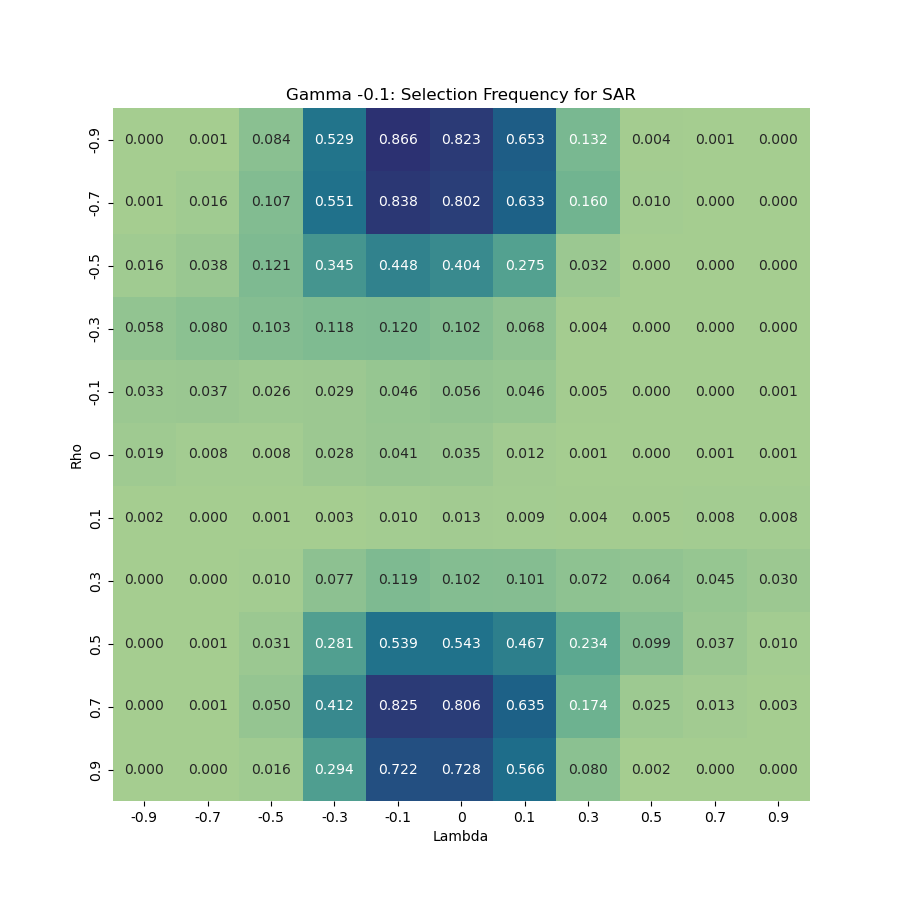 Gamma -0.1: Selection Frequency for SAR
-0.9 0.000 0.001 0.084 0.529 0.866 0.823 0.653 0.132 0.004 0.001 0.000
-0.7 0.001 0.016 0.107 0.551 0.838 0.802 0.633 0.160 0.010 0.000 0.000
-0.5 0.016 0.038 0.121 0.345 0.448 0.404 0.275 0.032 0.000 0.000 0.000
-0.3 0.058 0.080 0.103 0.118 0.120 0.102 0.068 0.004 0.000 0.000 0.000
-0.1 0.033 0.037 0.026 0.029 0.046 0.056 0.046 0.005 0.000 0.000 0.001
Rho
0 0.019 0.008 0.008 0.028 0.041 0.035 0.012 0.001 0.000 0.001 0.001
0.1 0.002 0.000 0.001 0.003 0.010 0.013 0.009 0.004 0.005 0.008 0.008
0.3 0.000 0.000 0.010 0.077 0.119 0.102 0.101 0.072 0.064 0.045 0.030
0.5 0.000 0.001 0.031 0.281 0.539 0.543 0.467 0.234 0.099 0.037 0.010
0.7 0.000 0.001 0.050 0.412 0.825 0.806 0.635 0.174 0.025 0.013 0.003
0.9 0.000 0.000 0.016 0.294 0.722 0.728 0.566 0.080 0.002 0.000 0.000
-0.9 -0.7 -0.5 -0.3 -0.1 0 0.1 0.3 0.5 0.7 0.9
Lambda